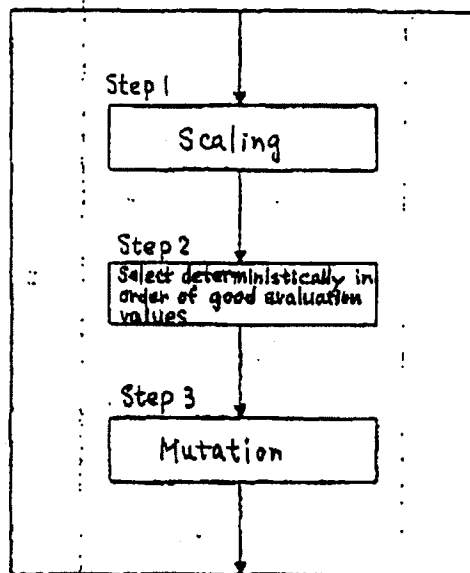 Step 1
Scaling
Step 2
Select deterministically in
order of good evaluation
values
Step 3
Mutation